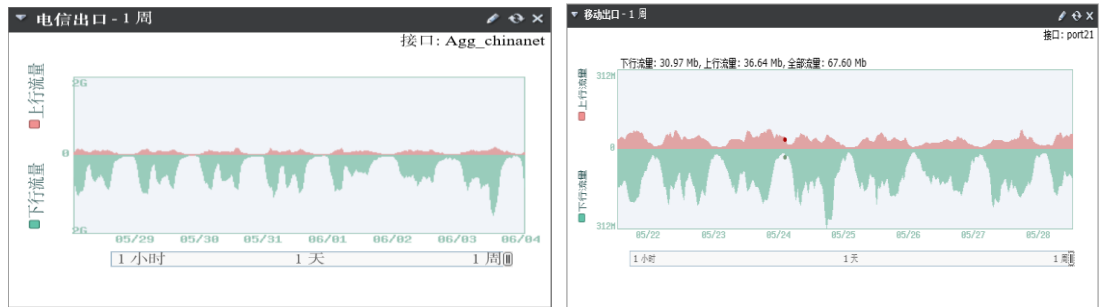 电信出口 - 1 周
接口: Agg_chinanet
上行流量
下行流量
2G
0
2G
05/29 05/30 05/31 06/01 06/02 06/03 06/04
1 小时 1 天 1 周
移动出口 - 1 周
接口: port21
下行流量: 30.97 Mb, 上行流量: 36.64 Mb, 全部流量: 67.60 Mb
上行流量
下行流量
312M
0
312M
05/22 05/23 05/24 05/25 05/26 05/27 05/28
1 小时 1 天 1 周